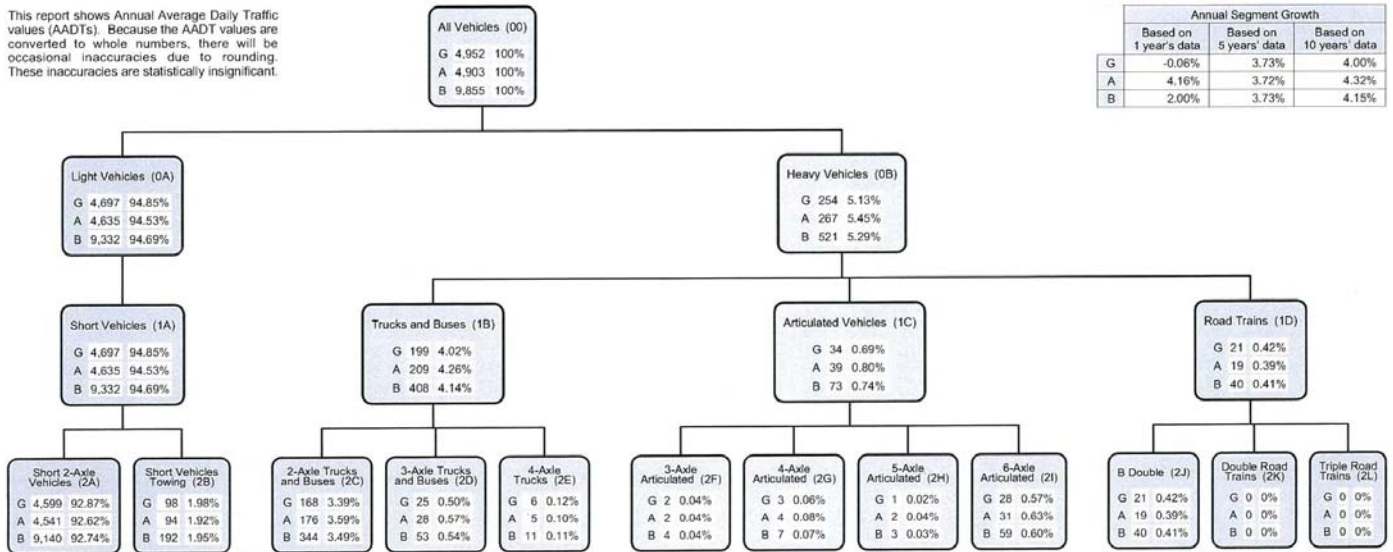 This report shows Annual Average Daily Traffic
values (AADTs). Because the AADT values are
converted to whole numbers, there will be
occasional inaccuracies due to rounding.
These inaccuracies are statistically insignificant.
All Vehicles (00)
G 4,952 100%
A 4,903 100%
B 9,855 100%
Annual Segment Growth
Based on 1 year's data Based on 5 years' data Based on 10 years' data
G -0.06% 3.73% 4.00%
A 4.16% 3.72% 4.32%
B 2.00% 3.73% 4.15%
Light Vehicles (0A)
G 4,697 94.85%
A 4,635 94.53%
B 9,332 94.69%
Heavy Vehicles (0B)
G 254 5.13%
A 267 5.45%
B 521 5.29%
Short Vehicles (1A)
G 4,697 94.85%
A 4,635 94.53%
B 9,332 94.69%
Trucks and Buses (1B)
G 199 4.02%
A 209 4.26%
B 408 4.14%
Articulated Vehicles (1C)
G 34 0.69%
A 39 0.80%
B 73 0.74%
Road Trains (1D)
G 21 0.42%
A 19 0.39%
B 40 0.41%
Short 2-Axle
Vehicles (2A)
G 4,599 92.87%
A 4,541 92.62%
B 9,140 92.74%
Short Vehicles
Towing (2B)
G 98 1.98%
A 94 1.92%
B 192 1.95%
2-Axle Trucks
and Buses (2C)
G 168 3.39%
A 176 3.59%
B 344 3.49%
3-Axle Trucks
and Buses (2D)
G 25 0.50%
A 28 0.57%
B 53 0.54%
4-Axle
Trucks (2E)
G 6 0.12%
A 5 0.10%
B 11 0.11%
3-Axle
Articulated (2F)
G 2 0.04%
A 2 0.04%
B 4 0.04%
4-Axle
Articulated (2G)
G 3 0.06%
A 4 0.08%
B 7 0.07%
5-Axle
Articulated (2H)
G 1 0.02%
A 2 0.04%
B 3 0.03%
6-Axle
Articulated (2I)
G 28 0.57%
A 31 0.63%
B 59 0.60%
B Double (2J)
G 21 0.42%
A 19 0.39%
B 40 0.41%
Double Road
Trains (2K)
G 0 0%
A 0 0%
B 0 0%
Triple Road
Trains (2L)
G 0 0%
A 0 0%
B 0 0%